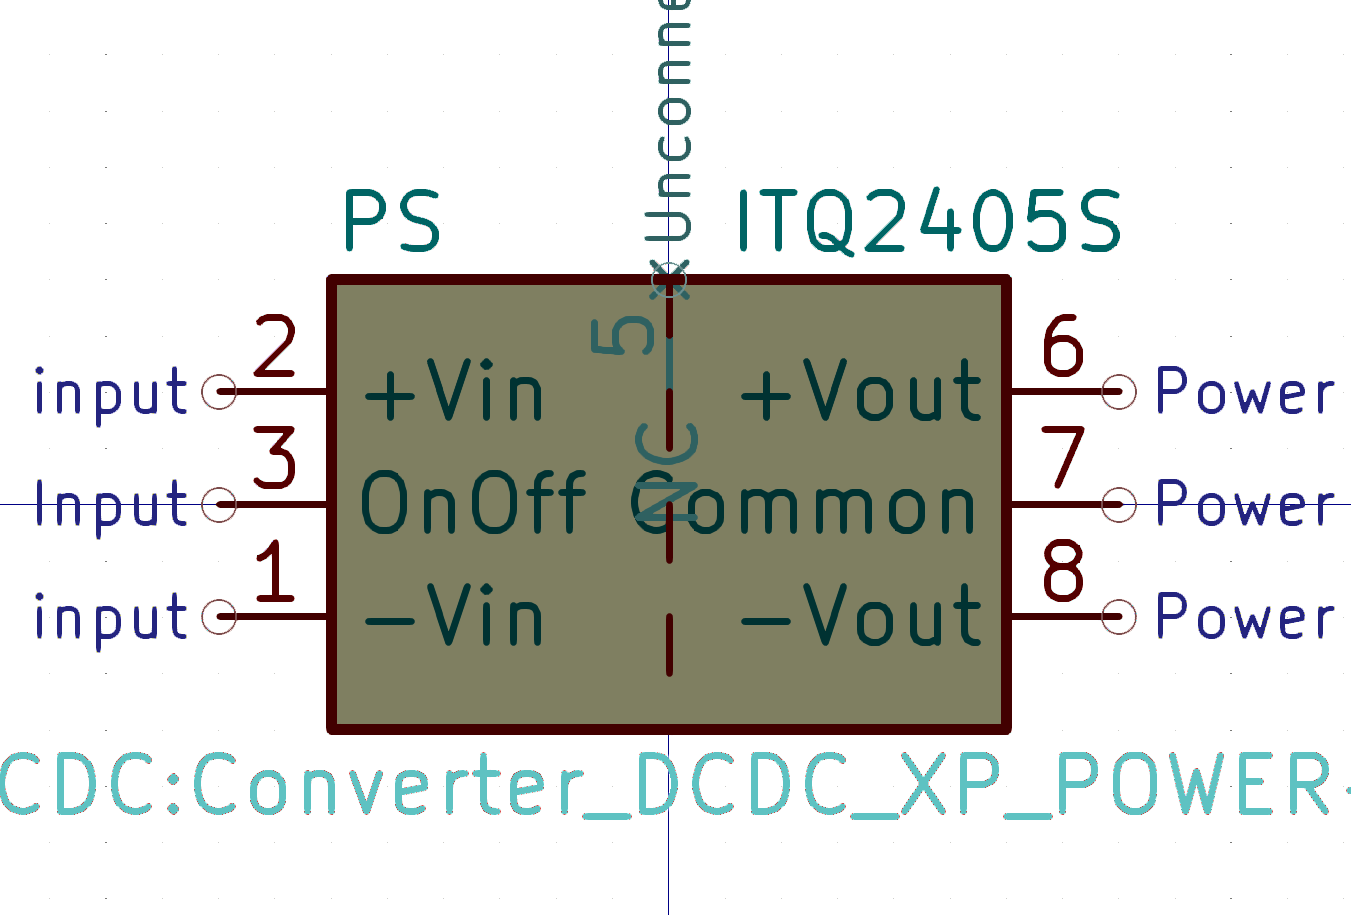 Unconne
PS
ITQ2405S
5
NC
input 2 +Vin +Vout 6 Power
Input 3 OnOff Common 7 Power
input 1 -Vin -Vout 8 Power
CDC:Converter_DCDC_XP_POWER-